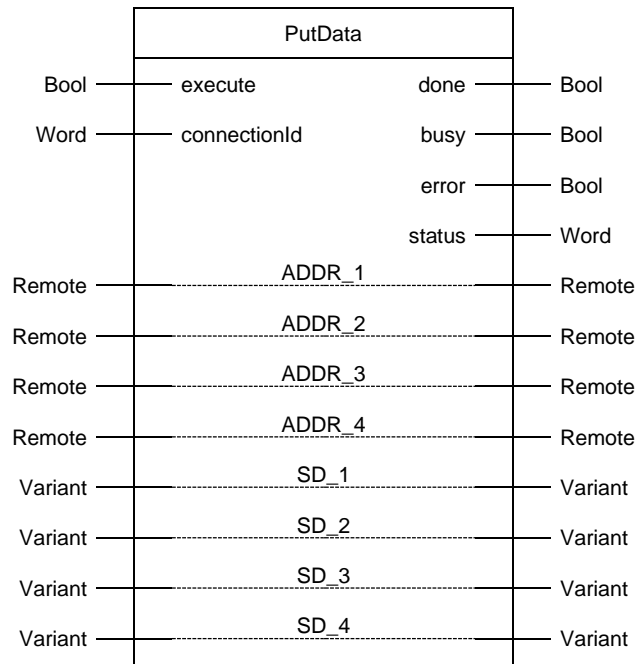 PutData
Bool execute done Bool
Word connectionId busy Bool
error Bool
status Word
Remote ADDR_1 Remote
Remote ADDR_2 Remote
Remote ADDR_3 Remote
Remote ADDR_4 Remote
Variant SD_1 Variant
Variant SD_2 Variant
Variant SD_3 Variant
Variant SD_4 Variant